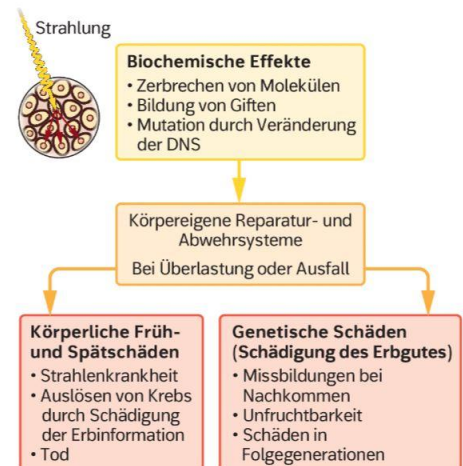 Strahlung
Biochemische Effekte
• Zerbrechen von Molekülen
• Bildung von Giften
• Mutation durch Veränderung
der DNS
Körpereigene Reparatur- und
Abwehrsysteme
Bei Überlastung oder Ausfall
Körperliche Früh-
und Spätschäden
• Strahlenkrankheit
• Auslösen von Krebs
durch Schädigung
der Erbinformation
• Tod
Genetische Schäden
(Schädigung des Erbgutes)
• Missbildungen bei
Nachkommen
• Unfruchtbarkeit
• Schäden in
Folgegenerationen